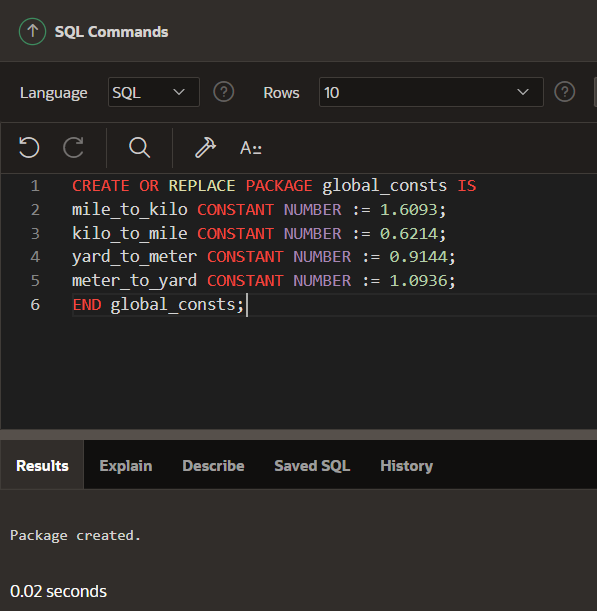 SQL Commands
Language SQL ? Rows 10 ?
A::
1 CREATE OR REPLACE PACKAGE global_consts IS
2 mile_to_kilo CONSTANT NUMBER := 1.6093;
3 kilo_to_mile CONSTANT NUMBER := 0.6214;
4 yard_to_meter CONSTANT NUMBER := 0.9144;
5 meter_to_yard CONSTANT NUMBER := 1.0936;
6 END global_consts;
Results Explain Describe Saved SQL History
Package created.
0.02 seconds